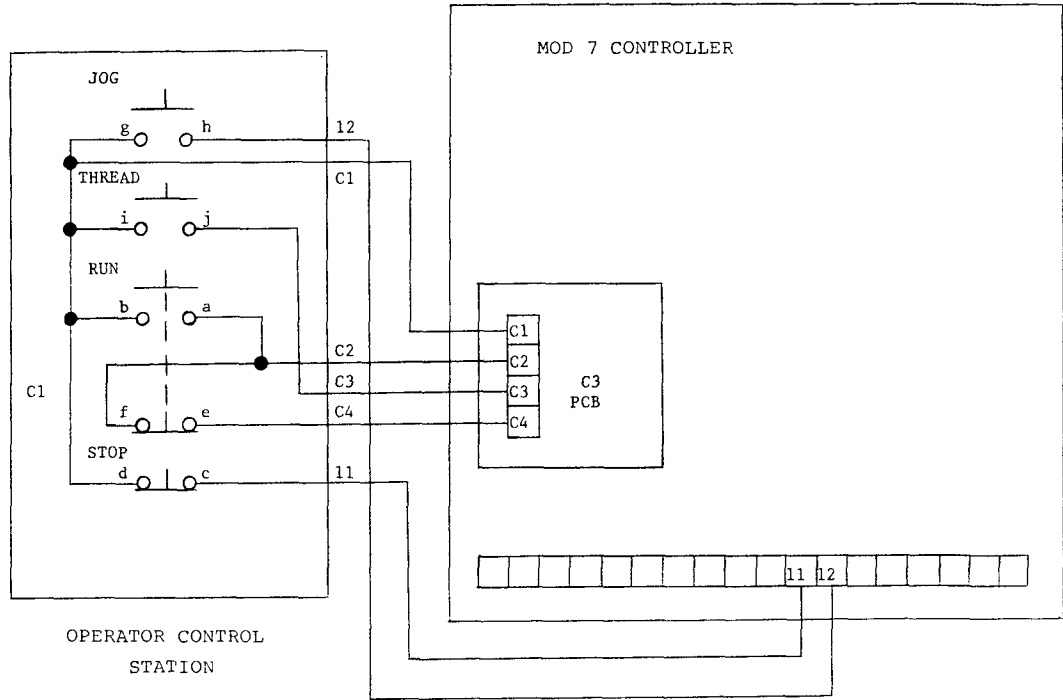 MOD 7 CONTROLLER
JOG
g h 12
C1
THREAD
i j
RUN
b a
C2
C3
C4
C1
f e
STOP
d c 11
C1
C2
C3
C4
C3
PCB
11 12
OPERATOR CONTROL
STATION